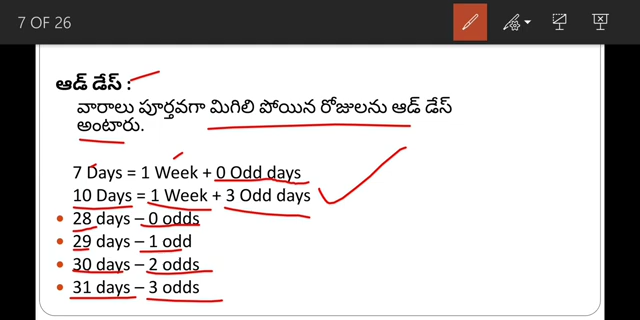 7 OF 26
ఆడ్ డేస్ :
వారాలు పూర్తవగా మిగిలి పోయిన రోజులను ఆడ్ డేస్
అంటారు.
7 Days = 1 Week + 0 Odd days
10 Days = 1 Week + 3 Odd days
• 28 days – 0 odds
• 29 days – 1 odd
• 30 days – 2 odds
• 31 days – 3 odds